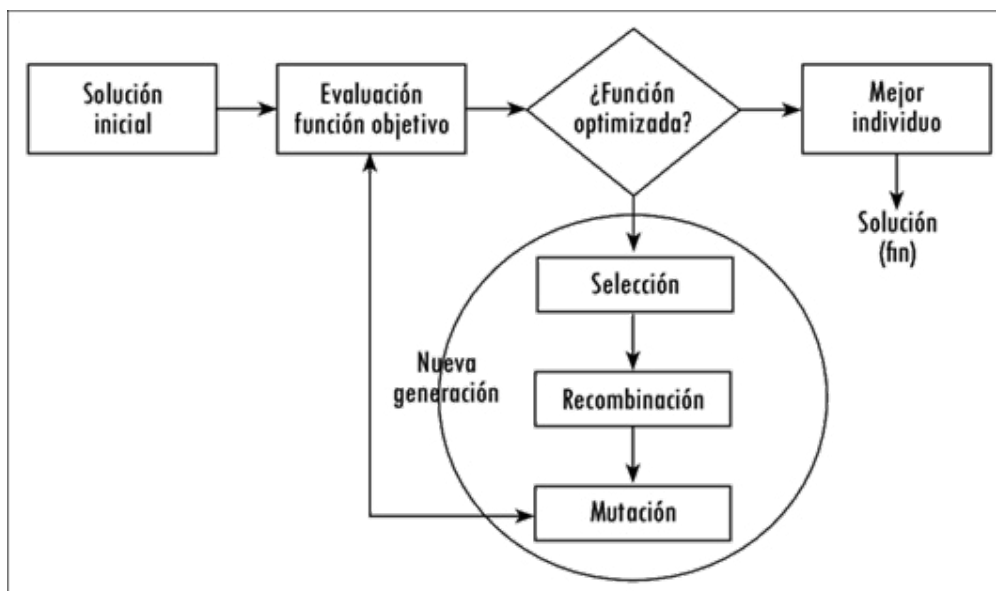 Solución
inicial
Evaluación
función objetivo
¿Función
optimizada?
Mejor
individuo
Solución
(fin)
Selección
Nueva
generación
Recombinación
Mutación